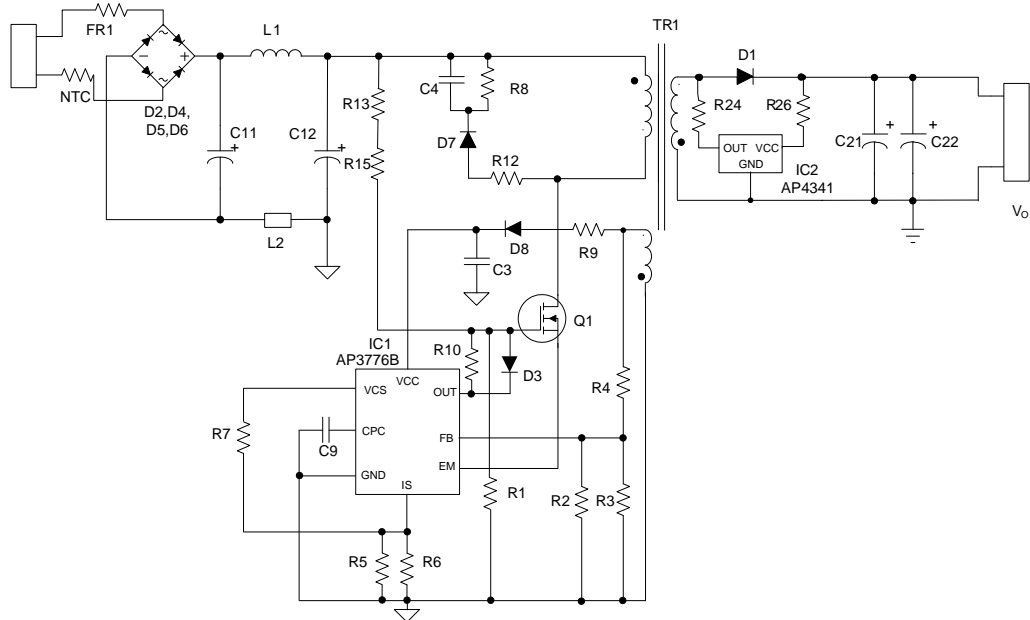 TR1
FR1
L1
D1
NTC
C4
R8
R13
R24
R26
D2,D4,
D5,D6
C11
C12
D7
OUT
VCC
GND
IC2
AP4341
C21
C22
R15
R12
VO
L2
D8
R9
C3
Q1
IC1
AP3776B
R10
D3
VCC
VCS
OUT
R4
R7
CPC
C9
FB
EM
GND
IS
R1
R2
R3
R5
R6
+
+
+
+
+
−
~
~